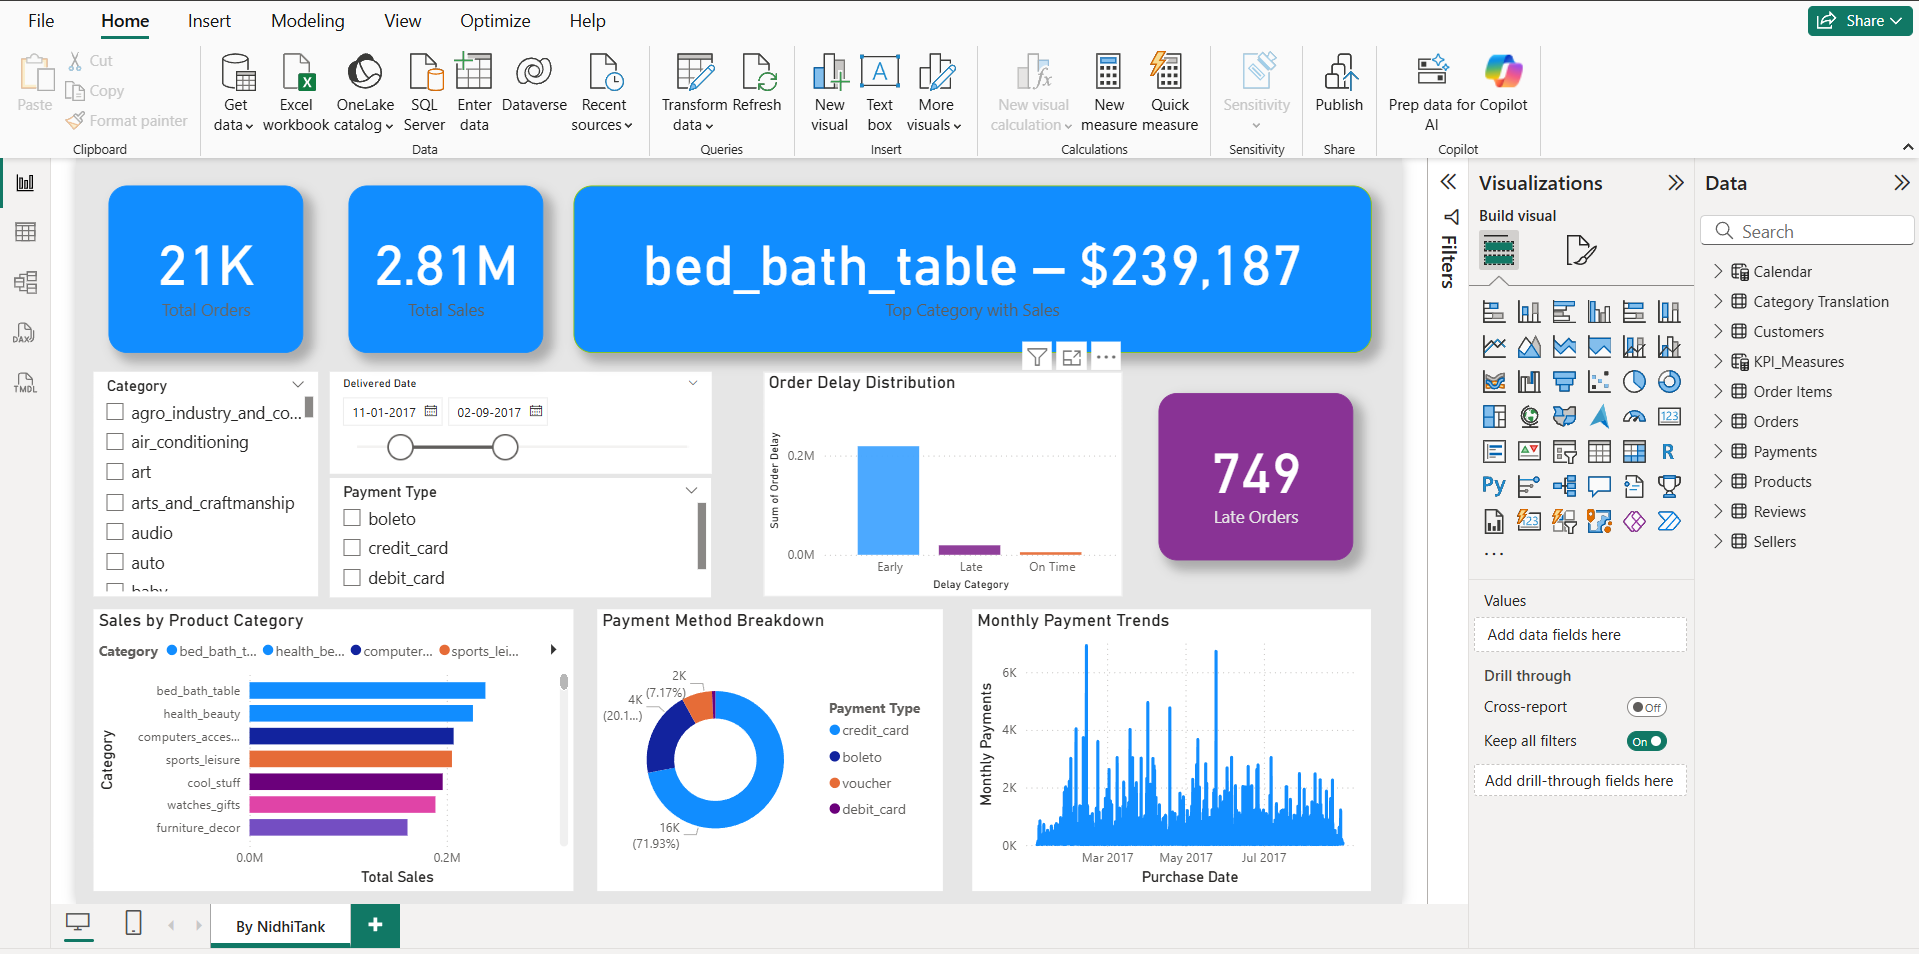 File Home Insert Modeling View Optimize Help Share
Paste Cut
Copy
Format painter
Clipboard
Get data
Excel workbook
OneLake catalog
SQL Server
Enter data
Dataverse
Recent sources
Data
Transform data
Refresh
Queries
New visual
Text box
More visuals
Insert
New visual calculation
New measure
Quick measure
Calculations
Sensitivity
Sensitivity
Publish
Share
Prep data for AI
Copilot
Copilot
21K
Total Orders
2.81M
Total Sales
bed_bath_table – $239,187
Top Category with Sales
Category
agro_industry_and_co...
air_conditioning
art
arts_and_craftmanship
audio
auto
baby
Delivered Date
11-01-2017 02-09-2017
Payment Type
boleto
credit_card
debit_card
Order Delay Distribution
Sum of Order Delay
0.2M
0.0M
Early Late On Time
Delay Category
749
Late Orders
Sales by Product Category
Category bed_bath_t... health_be... computer... sports_lei...
Category
bed_bath_table
health_beauty
computers_acces...
sports_leisure
cool_stuff
watches_gifts
furniture_decor
0.0M 0.2M
Total Sales
Payment Method Breakdown
2K
(7.17%)
4K
(20.1...)
16K
(71.93%)
Payment Type
credit_card
boleto
voucher
debit_card
Monthly Payment Trends
Monthly Payments
6K
4K
2K
0K
Mar 2017 May 2017 Jul 2017
Purchase Date
Filters
Visualizations
Build visual
123
R
Py
123
...
Values
Add data fields here
Drill through
Cross-report Off
Keep all filters On
Add drill-through fields here
Data
Search
Calendar
Category Translation
Customers
KPI_Measures
Order Items
Orders
Payments
Products
Reviews
Sellers
DAX
TMDL
By NidhiTank